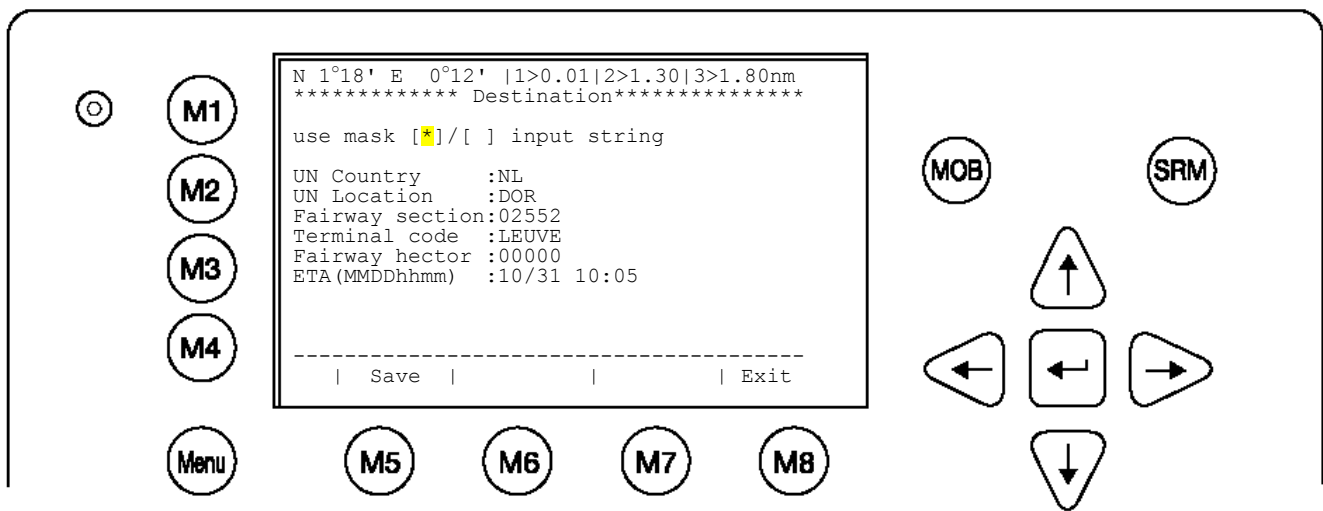 N 1°18' E  0°12' |1>0.01|2>1.30|3>1.80nm
************* Destination***************
use mask [*]/[ ] input string
UN Country     :NL
UN Location    :DOR
Fairway section:02552
Terminal code  :LEUVE
Fairway hector :00000
ETA(MMDDhhmm)  :10/31 10:05
----------------------------------------
|  Save  |          |         | Exit
M1
M2
M3
M4
MOB
SRM
Menu
M5
M6
M7
M8